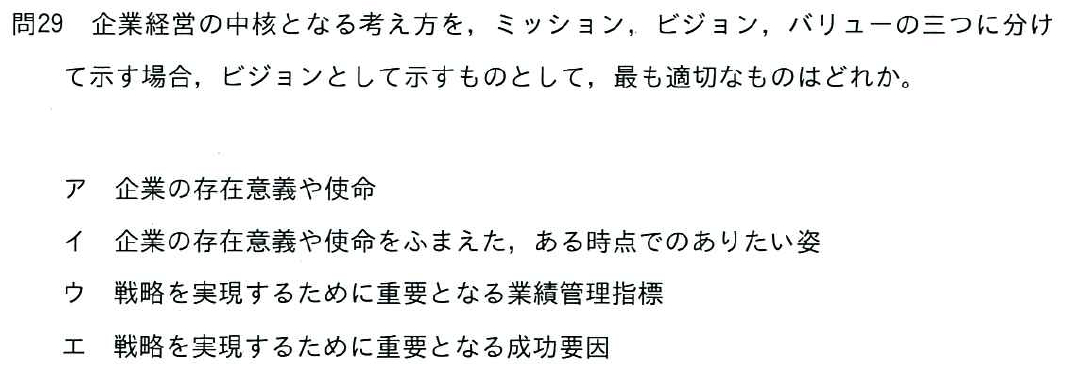 問29　企業経営の中核となる考え方を，ミッション，ビジョン，バリューの三つに分け
て示す場合，ビジョンとして示すものとして，最も適切なものはどれか。
ア　企業の存在意義や使命
イ　企業の存在意義や使命をふまえた，ある時点でのありたい姿
ウ　戦略を実現するために重要となる業績管理指標
エ　戦略を実現するために重要となる成功要因